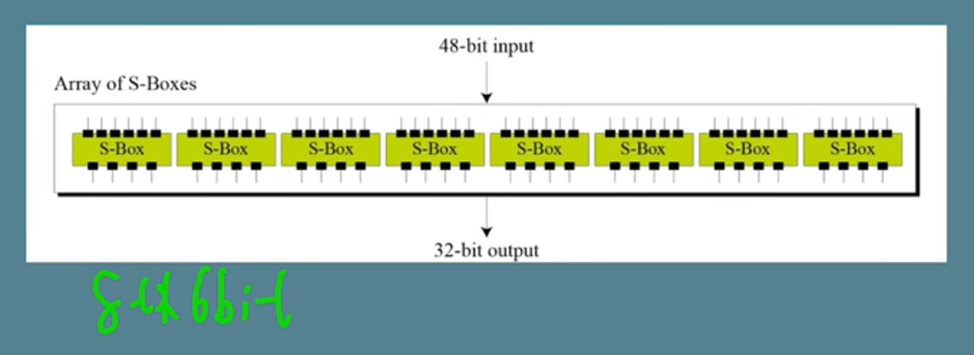 48-bit input
Array of S-Boxes
S-Box S-Box S-Box S-Box S-Box S-Box S-Box S-Box
32-bit output
8 6bit